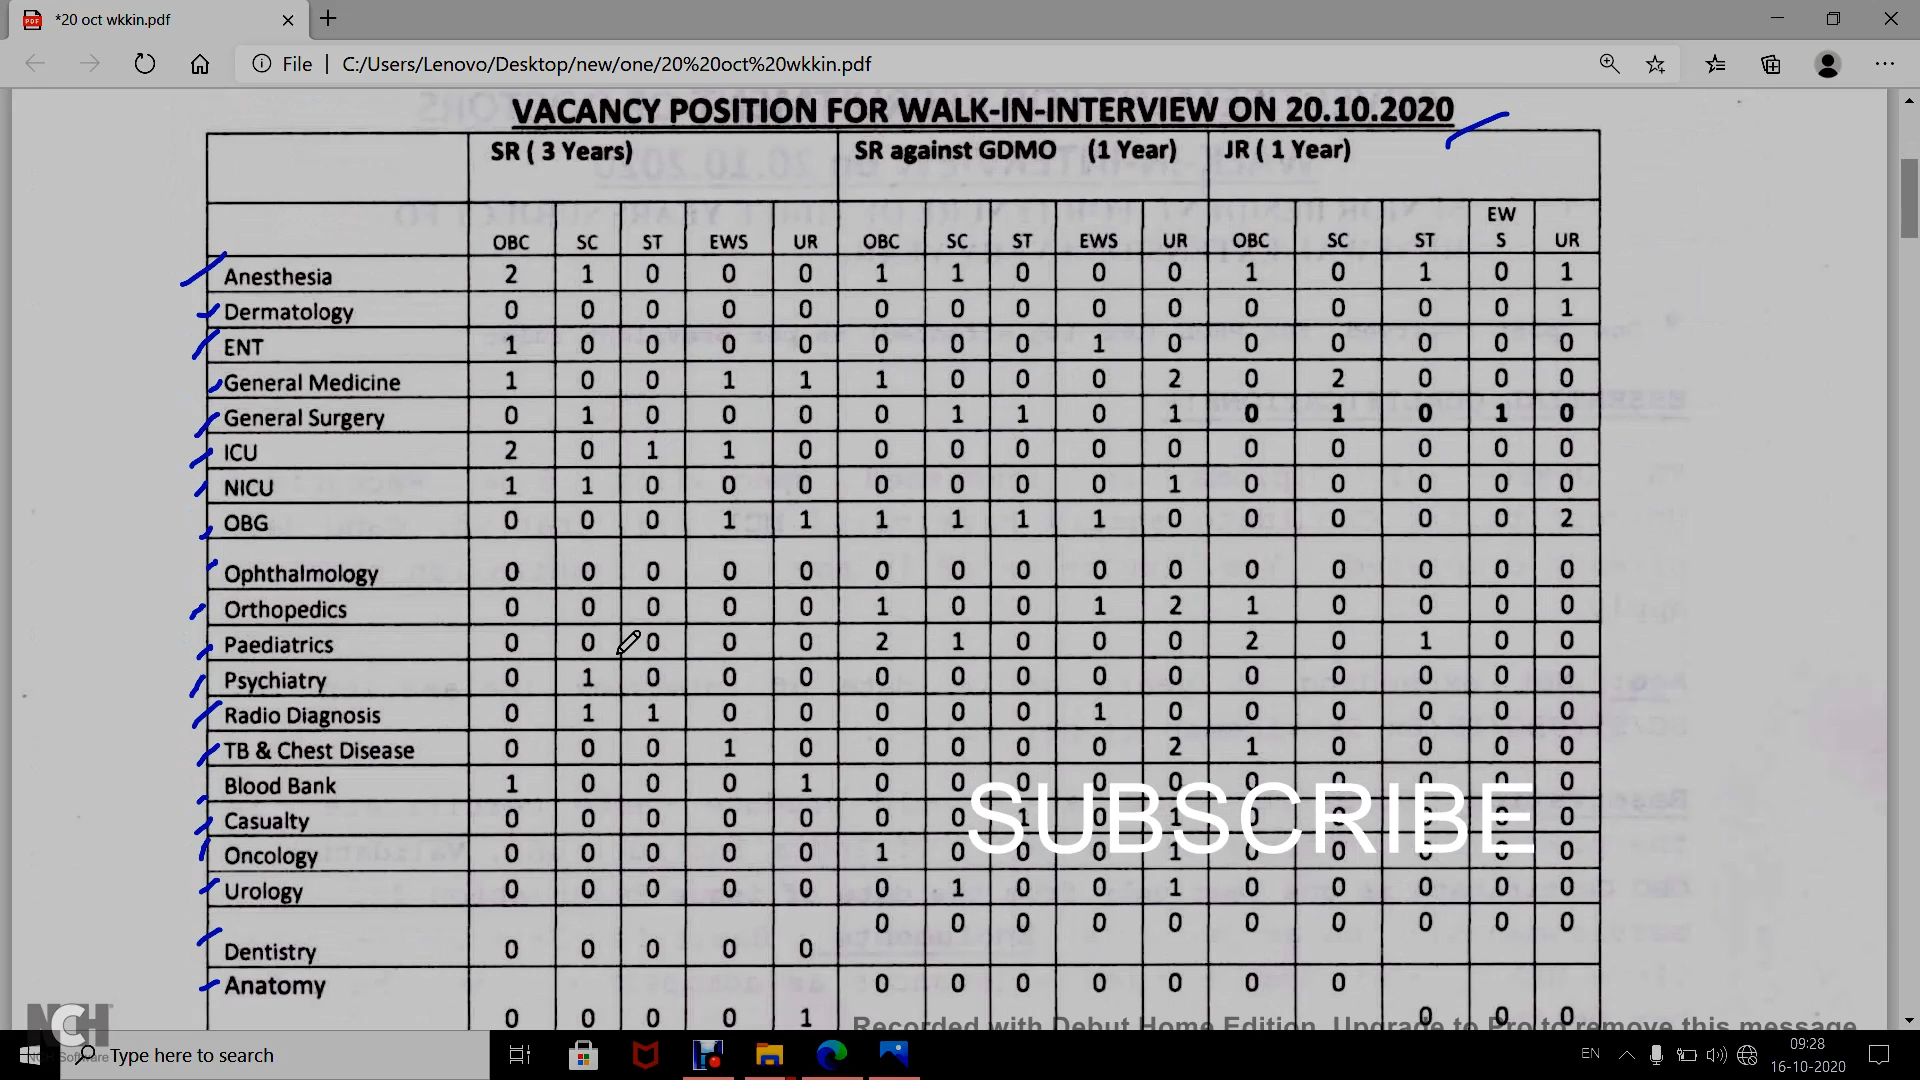 *20 oct wkkin.pdf
File | C:/Users/Lenovo/Desktop/new/one/20%20oct%20wkkin.pdf
VACANCY POSITION FOR WALK-IN-INTERVIEW ON 20.10.2020
SR ( 3 Years) SR against GDMO (1 Year) JR ( 1 Year)
OBC SC ST EWS UR OBC SC ST EWS UR OBC SC ST EW S UR
Anesthesia 2 1 0 0 0 1 1 0 0 0 1 0 1 0 1
Dermatology 0 0 0 0 0 0 0 0 0 0 0 0 0 0 1
ENT 1 0 0 0 0 0 0 0 1 0 0 0 0 0 0
General Medicine 1 0 0 1 1 1 0 0 0 2 0 2 0 0 0
General Surgery 0 1 0 0 0 0 1 1 0 1 0 1 0 1 0
ICU 2 0 1 1 0 0 0 0 0 0 0 0 0 0 0
NICU 1 1 0 0 0 0 0 0 0 1 0 0 0 0 0
OBG 0 0 0 1 1 1 1 1 1 0 0 0 0 0 2
Ophthalmology 0 0 0 0 0 0 0 0 0 0 0 0 0 0 0
Orthopedics 0 0 0 0 0 1 0 0 1 2 1 0 0 0 0
Paediatrics 0 0 0 0 0 2 1 0 0 0 2 0 1 0 0
Psychiatry 0 1 0 0 0 0 0 0 0 0 0 0 0 0 0
Radio Diagnosis 0 1 1 0 0 0 0 0 1 0 0 0 0 0 0
TB & Chest Disease 0 0 0 1 0 0 0 0 0 2 1 0 0 0 0
Blood Bank 1 0 0 0 1 0 0 0 0 0 0 0 0 0 0
SUBSCRIBE
Casualty 0 0 0 0 0 0 0 1 0 1 0 0 0 0 0
Oncology 0 0 0 0 0 1 0 0 0 1 0 0 0 0 0
Urology 0 0 0 0 0 0 1 0 0 1 0 0 0 0 0
0 0 0 0 0 0 0 0 0 0
Dentistry 0 0 0 0 0
Anatomy 0 0 0 0 0 0 0
0 0 0 0 1 0 0 0
Recorded with Debut Home Edition. Upgrade to Pro to remove this message
NCH
NCH Software
Type here to search
EN
09:28
16-10-2020